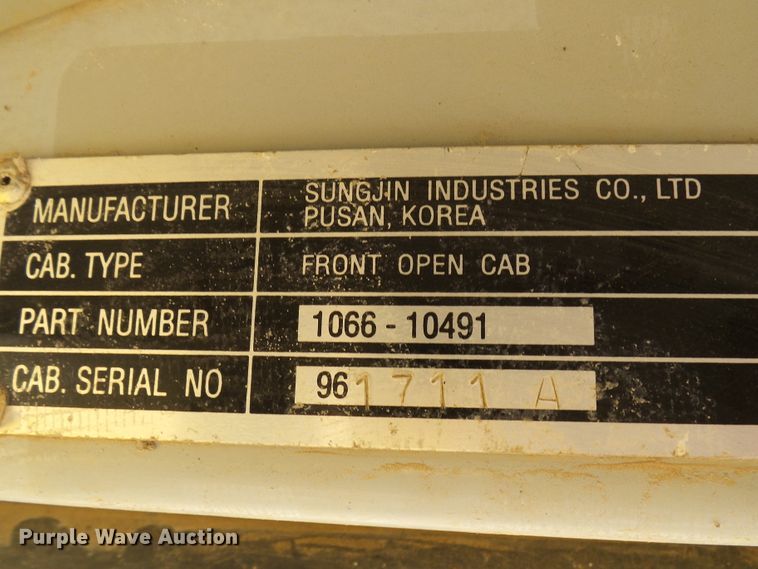 MANUFACTURER SUNGJIN INDUSTRIES CO., LTD
PUSAN, KOREA
CAB. TYPE FRONT OPEN CAB
PART NUMBER 1066 - 10491
CAB. SERIAL NO 961711 A
Purple Wave Auction